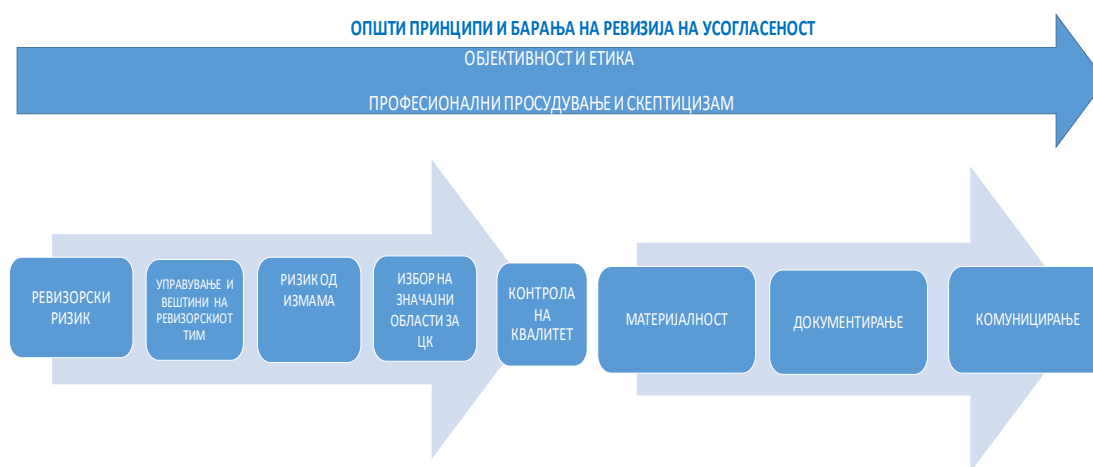 ОПШТИ ПРИНЦИПИ И БАРАЊА НА РЕВИЗИЈА НА УСОГЛАСЕНОСТ
ОБЈЕКТИВНОСТ И ЕТИКА
ПРОФЕСИОНАЛНИ ПРОСУДУВАЊЕ И СКЕПТИЦИЗАМ
РЕВИЗОРСКИ
РИЗИК
УПРАВУВАЊЕ И
ВЕШТИНИ НА
РЕВИЗОРСКИОТ
ТИМ
РИЗИК ОД
ИЗМАМА
ИЗБОР НА
ЗНАЧАЈНИ
ОБЛАСТИ ЗА
ЦК
КОНТРОЛА
НА
КВАЛИТЕТ
МАТЕРИЈАЛНОСТ
ДОКУМЕНТИРАЊЕ
КОМУНИЦИРАЊЕ